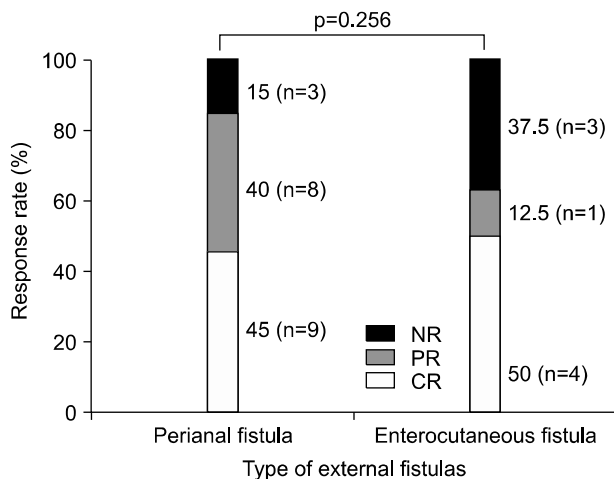 p=0.256
100
80
60
40
20
0
Response rate (%)
15 (n=3)
40 (n=8)
45 (n=9)
37.5 (n=3)
12.5 (n=1)
50 (n=4)
NR
PR
CR
Perianal fistula
Enterocutaneous fistula
Type of external fistulas